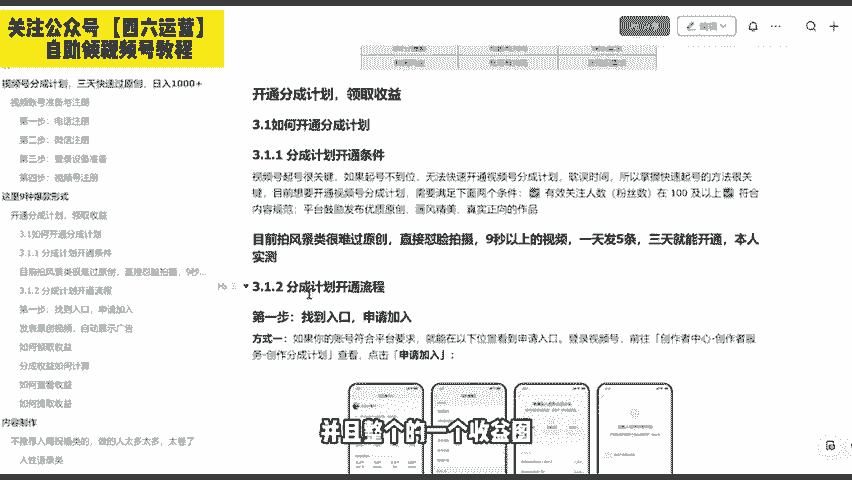 关注公众号【四六运营】
自助领视频号教程
编辑
视频号分成计划，三天快速过原创，日入1000+
视频账号准备与注册
第一步：电话注册
第二步：微信注册
第三步：登录设备准备
第四步：视频号注册
这里9种爆款形式
开通分成计划，领取收益
3.1如何开通分成计划
3.1.1 分成计划开通条件
目前拍风景类很难过原创，直接怼脸拍摄，9秒...
3.1.2 分成计划开通流程
第一步：找到入口，申请加入
发表原创视频，自动展示广告
如何领取收益
分成收益如何计算
如何查看收益
如何提取收益
内容制作
人性语录类
开通分成计划，领取收益
3.1如何开通分成计划
3.1.1 分成计划开通条件
视频号起号很关键，如果起号不到位，无法快速开通视频号分成计划，耽误时间，所以掌握快速起号的方法很关
键，目前想要开通视频号分成计划，需要满足下面两个条件： 有效关注人数（粉丝数）在 100 及以上 符合
内容规范：平台鼓励发布优质原创，画风精美，真实正向的作品
目前拍风景类很难过原创，直接怼脸拍摄，9秒以上的视频，一天发5条，三天就能开通，本人
实测
3.1.2 分成计划开通流程
第一步：找到入口，申请加入
方式一：如果你的账号符合平台要求，就能在以下位置看到申请入口。登录视频号，前往「创作者中心-创作者服
务-创作分成计划」查看，点击「申请加入」：
并且整个的一个收益图